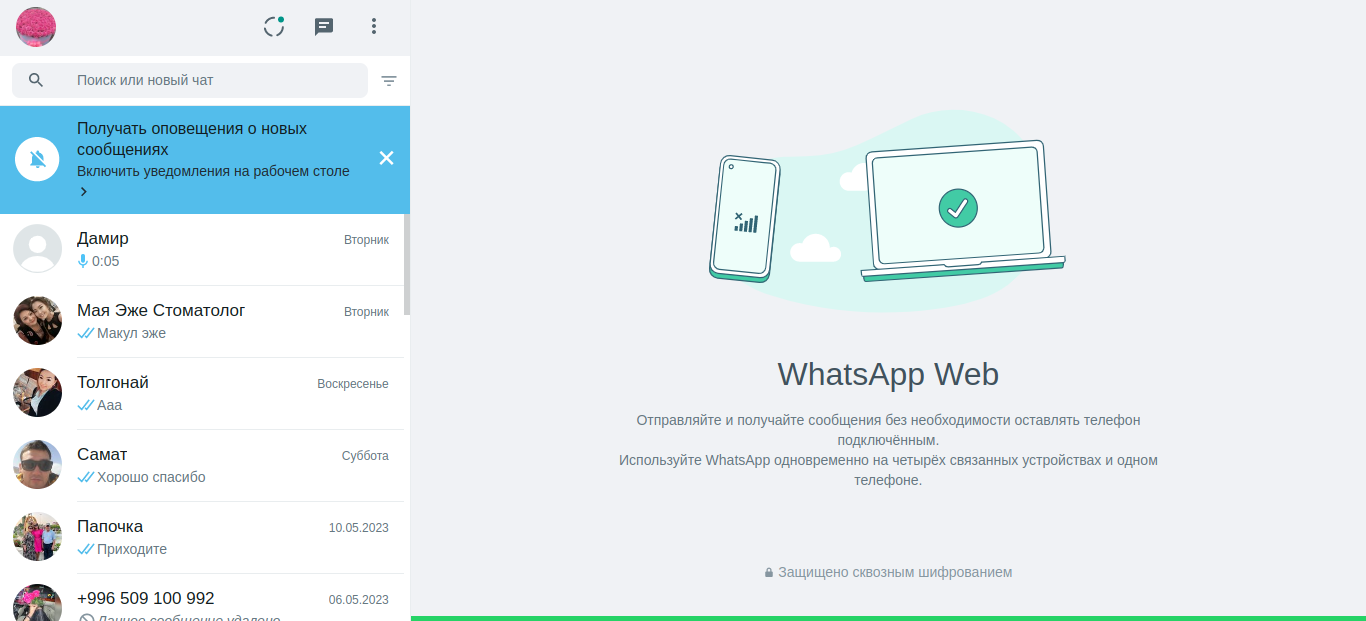 Поиск или новый чат
Получать оповещения о новых
сообщениях
Включить уведомления на рабочем столе
Дамир
Вторник
0:05
Мая Эже Стоматолог
Вторник
Макул эже
Толгонай
Воскресенье
Ааа
Самат
Суббота
Хорошо спасибо
Папочка
10.05.2023
Приходите
+996 509 100 992
06.05.2023
Данное сообщение удалено
WhatsApp Web
Отправляйте и получайте сообщения без необходимости оставлять телефон
подключённым.
Используйте WhatsApp одновременно на четырёх связанных устройствах и одном
телефоне.
Защищено сквозным шифрованием